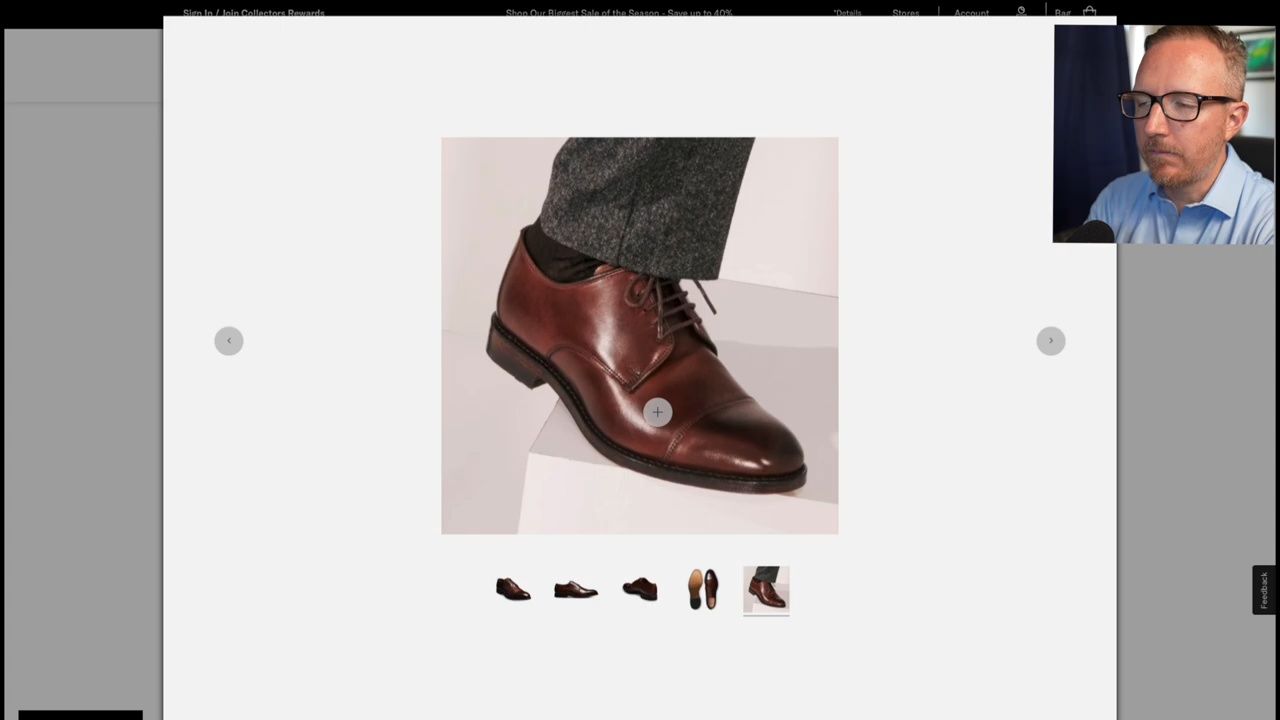 Sign In / Join Collectors Rewards
Shop Our Biggest Sale of the Season - Save up to 40%
*Details
Stores
Account
Bag
Feedback